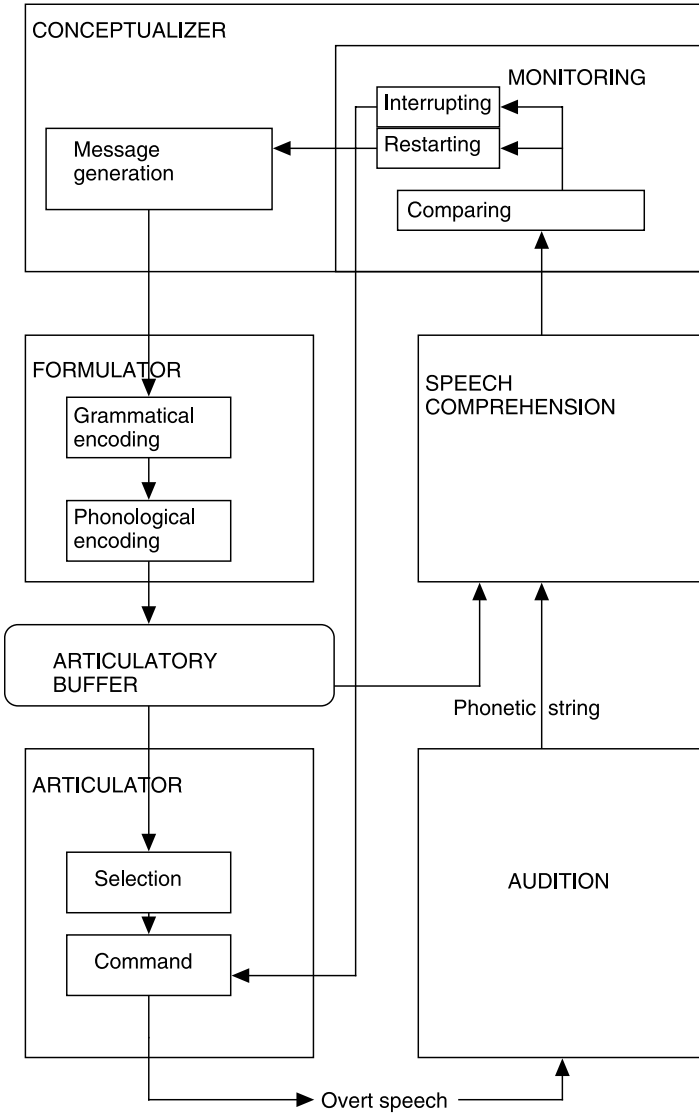 CONCEPTUALIZER
MONITORING
Interrupting
Restarting
Message
generation
Comparing
FORMULATOR
Grammatical
encoding
Phonological
encoding
SPEECH
COMPREHENSION
ARTICULATORY
BUFFER
Phonetic string
ARTICULATOR
Selection
Command
AUDITION
Overt speech